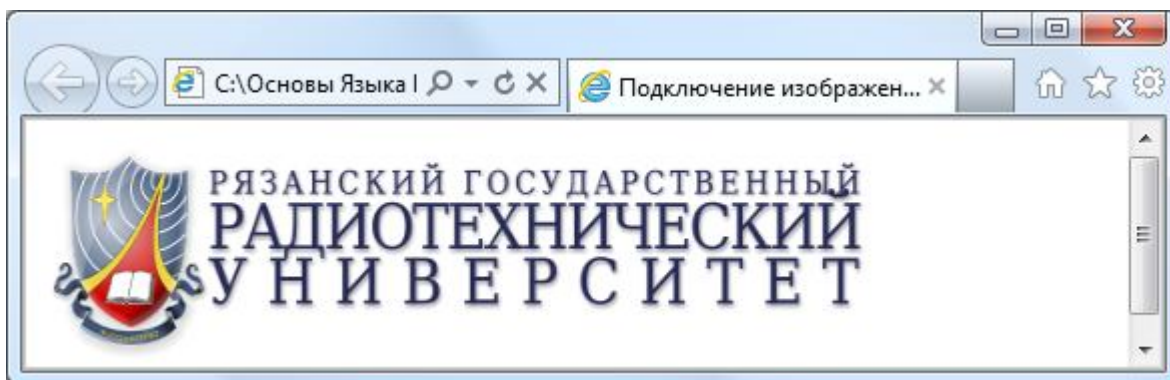 C:\Основы Языка
Подключение изображен...
РЯЗАНСКИЙ ГОСУДАРСТВЕННЫЙ
РАДИОТЕХНИЧЕСКИЙ
УНИВЕРСИТЕТ